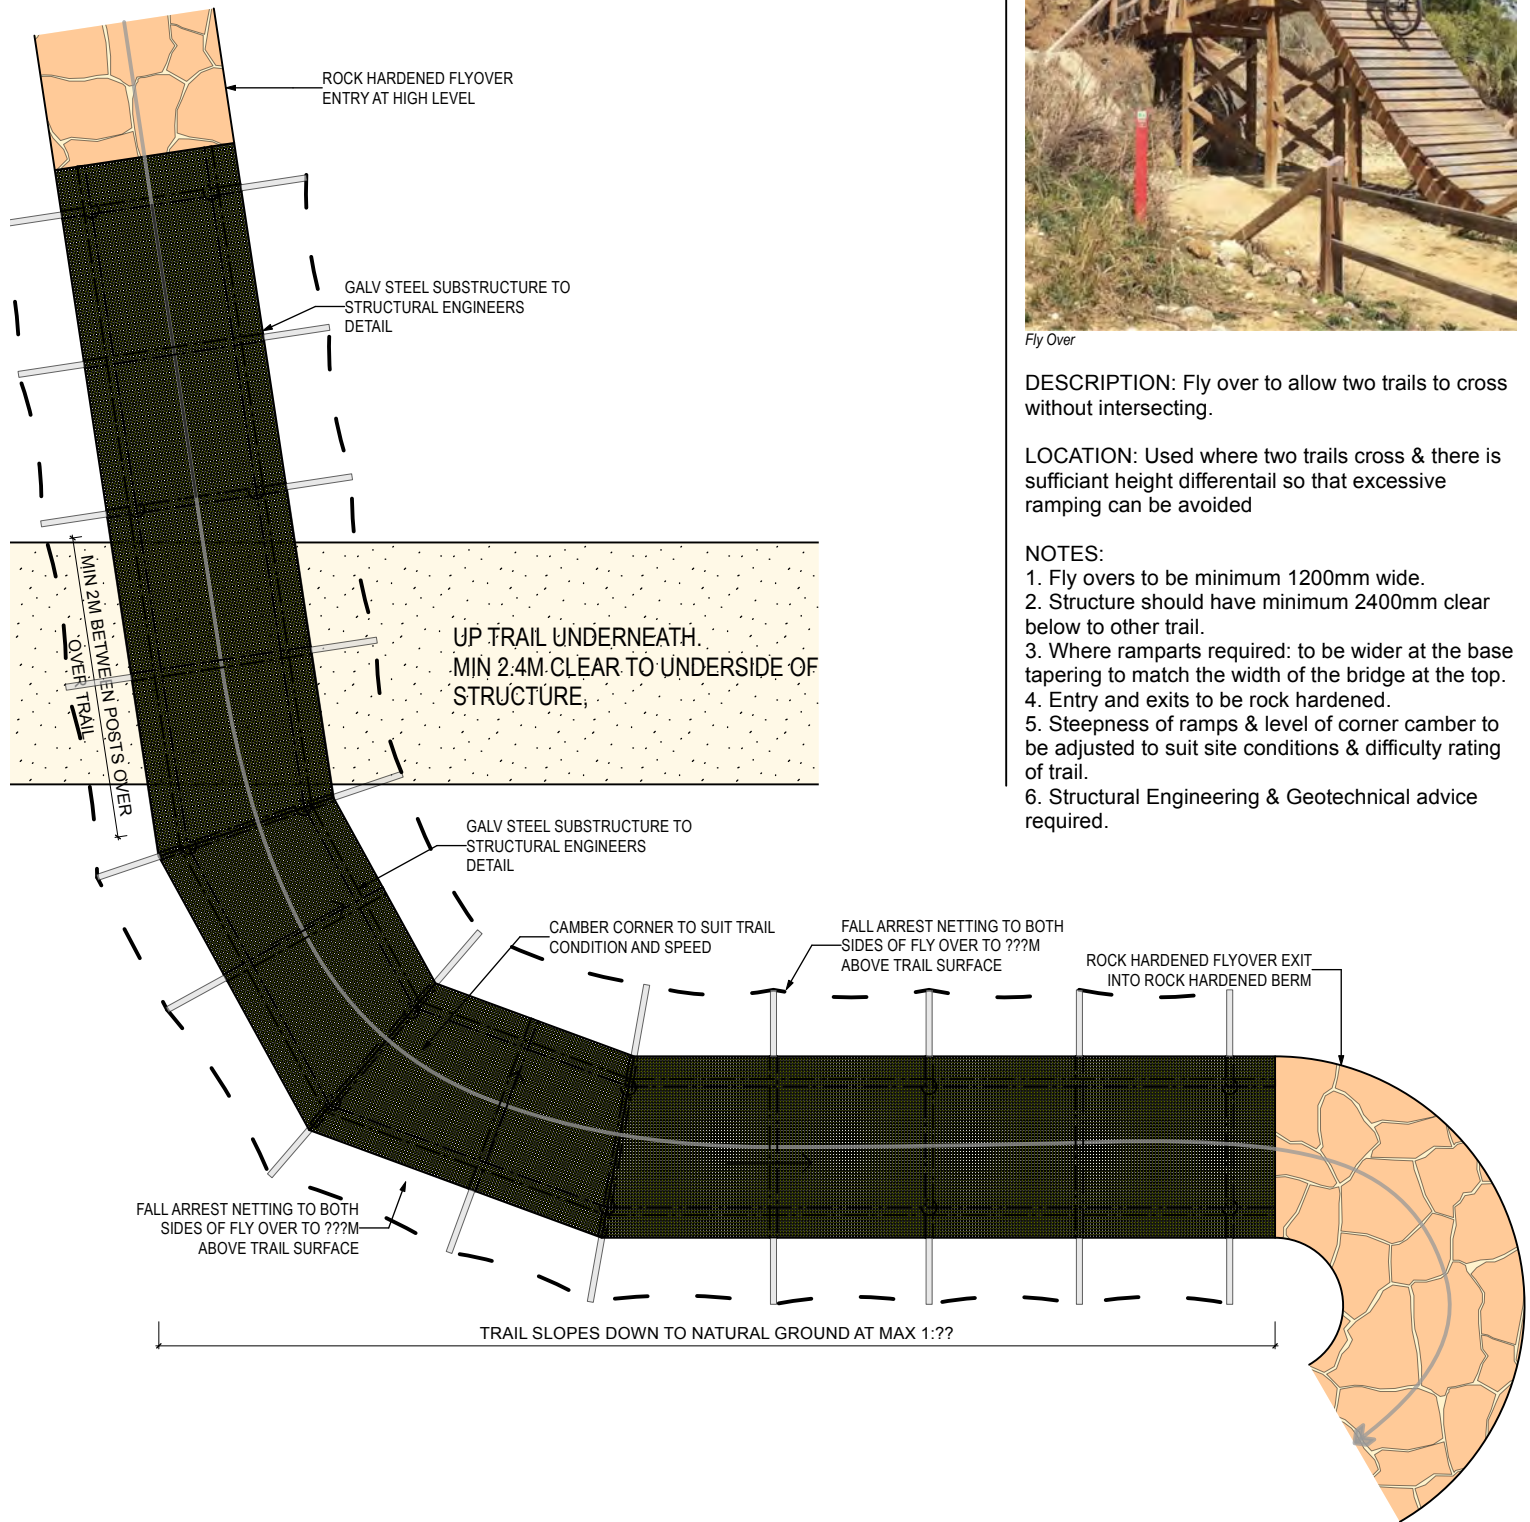 ROCK HARDENED FLYOVER
ENTRY AT HIGH LEVEL
GALV STEEL SUBSTRUCTURE TO
STRUCTURAL ENGINEERS
DETAIL
MIN 2M BETWEEN POSTS OVER
OVER TRAIL
UP TRAIL UNDERNEATH.
MIN 2.4M CLEAR TO UNDERSIDE OF
STRUCTURE,
GALV STEEL SUBSTRUCTURE TO
STRUCTURAL ENGINEERS
DETAIL
CAMBER CORNER TO SUIT TRAIL
CONDITION AND SPEED
FALL ARREST NETTING TO BOTH
SIDES OF FLY OVER TO ???M
ABOVE TRAIL SURFACE
ROCK HARDENED FLYOVER EXIT
INTO ROCK HARDENED BERM
FALL ARREST NETTING TO BOTH
SIDES OF FLY OVER TO ???M
ABOVE TRAIL SURFACE
TRAIL SLOPES DOWN TO NATURAL GROUND AT MAX 1:??
Fly Over
DESCRIPTION: Fly over to allow two trails to cross
without intersecting.
LOCATION: Used where two trails cross & there is
sufficiant height differentail so that excessive
ramping can be avoided
NOTES:
1. Fly overs to be minimum 1200mm wide.
2. Structure should have minimum 2400mm clear
below to other trail.
3. Where ramparts required: to be wider at the base
tapering to match the width of the bridge at the top.
4. Entry and exits to be rock hardened.
5. Steepness of ramps & level of corner camber to
be adjusted to suit site conditions & difficulty rating
of trail.
6. Structural Engineering & Geotechnical advice
required.